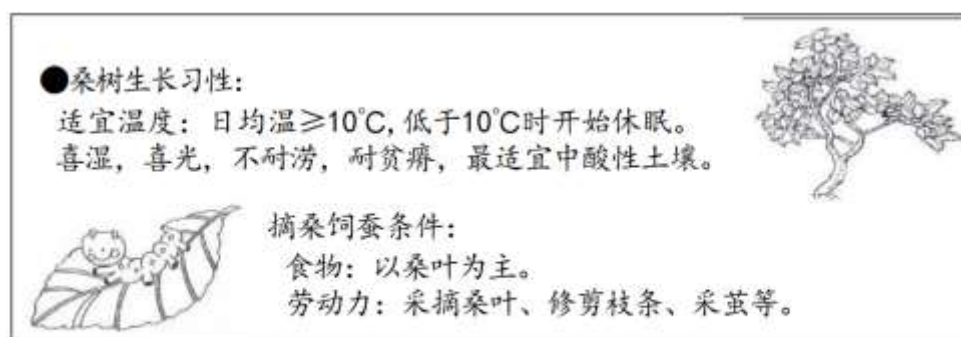 ●桑树生长习性：
适宜温度：日均温≥10℃,低于10℃时开始休眠。
喜湿，喜光，不耐涝，耐贫瘠，最适宜中酸性土壤。
摘桑饲蚕条件：
食物：以桑叶为主。
劳动力：采摘桑叶、修剪枝条、采茧等。